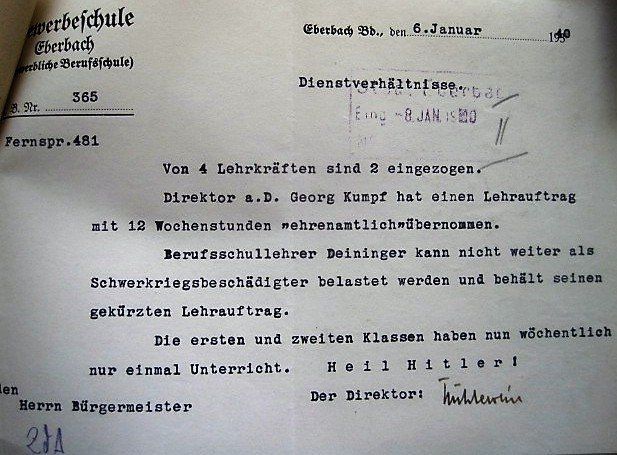 ewerbeschule
Eberbach
werbliche Berufsschule)
B. Nr. 365
Fernspr.481
Eberbach Bd., den 6.Januar 1940
Dienstverhältnisse.
Eing -8.JAN.1940
Von 4 Lehrkräften sind 2 eingezogen.
Direktor a.D. Georg Kumpf hat einen Lehrauftrag
mit 12 Wochenstunden "ehrenamtlich"übernommen.
Berufsschullehrer Deininger kann nicht weiter als
Schwerkriegsbeschädigter belastet werden und behält seinen
gekürzten Lehrauftrag.
Die ersten und zweiten Klassen haben nun wöchentlich
nur einmal Unterricht. Heil Hitler!
Der Direktor:
den
Herrn Bürgermeister